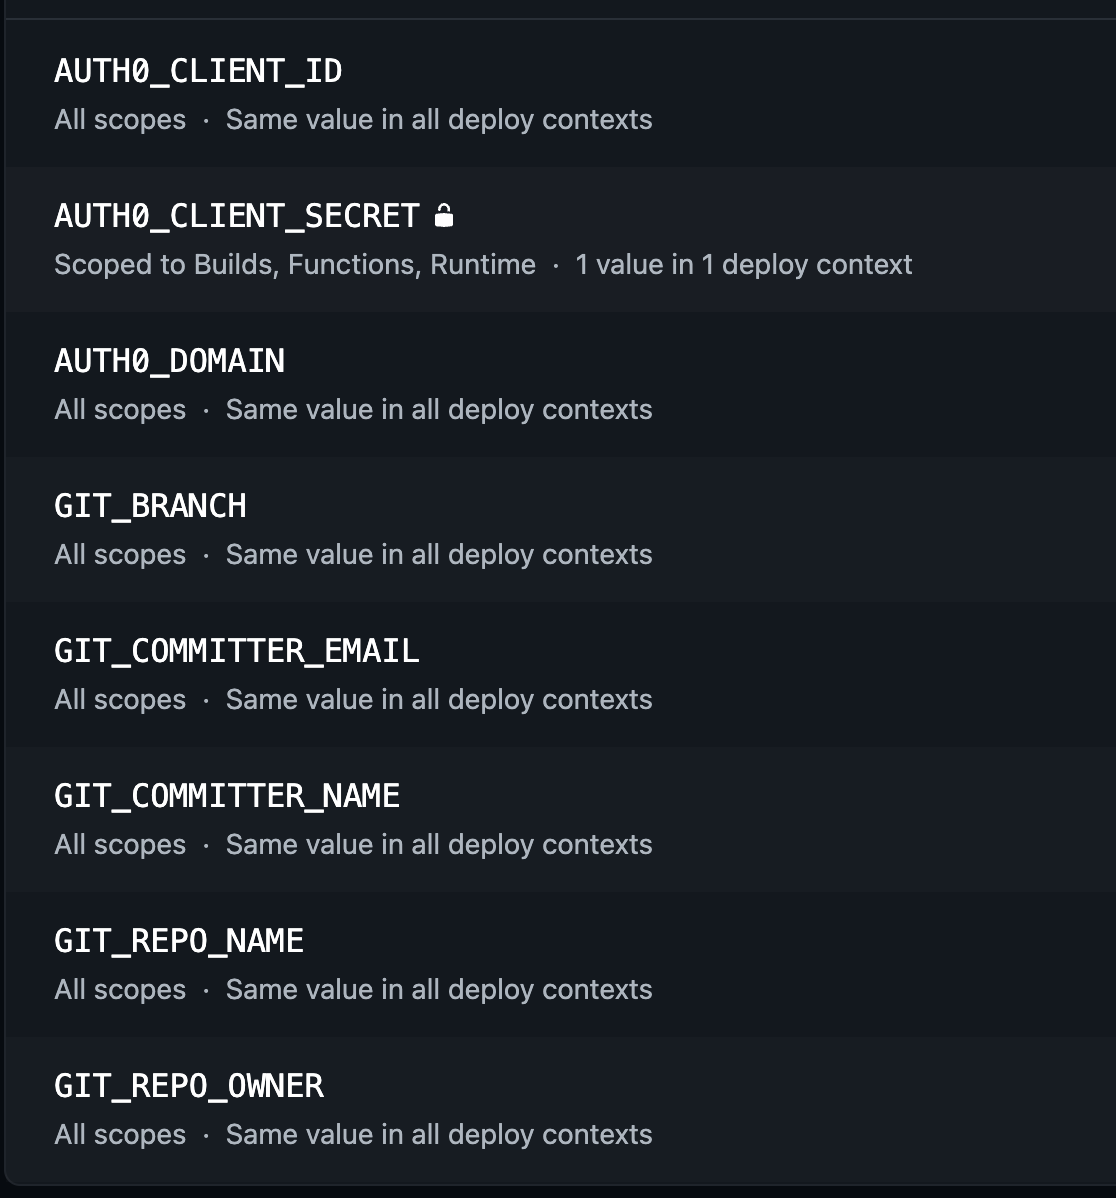 AUTH0_CLIENT_ID
All scopes · Same value in all deploy contexts
AUTH0_CLIENT_SECRET
Scoped to Builds, Functions, Runtime · 1 value in 1 deploy context
AUTH0_DOMAIN
All scopes · Same value in all deploy contexts
GIT_BRANCH
All scopes · Same value in all deploy contexts
GIT_COMMITTER_EMAIL
All scopes · Same value in all deploy contexts
GIT_COMMITTER_NAME
All scopes · Same value in all deploy contexts
GIT_REPO_NAME
All scopes · Same value in all deploy contexts
GIT_REPO_OWNER
All scopes · Same value in all deploy contexts